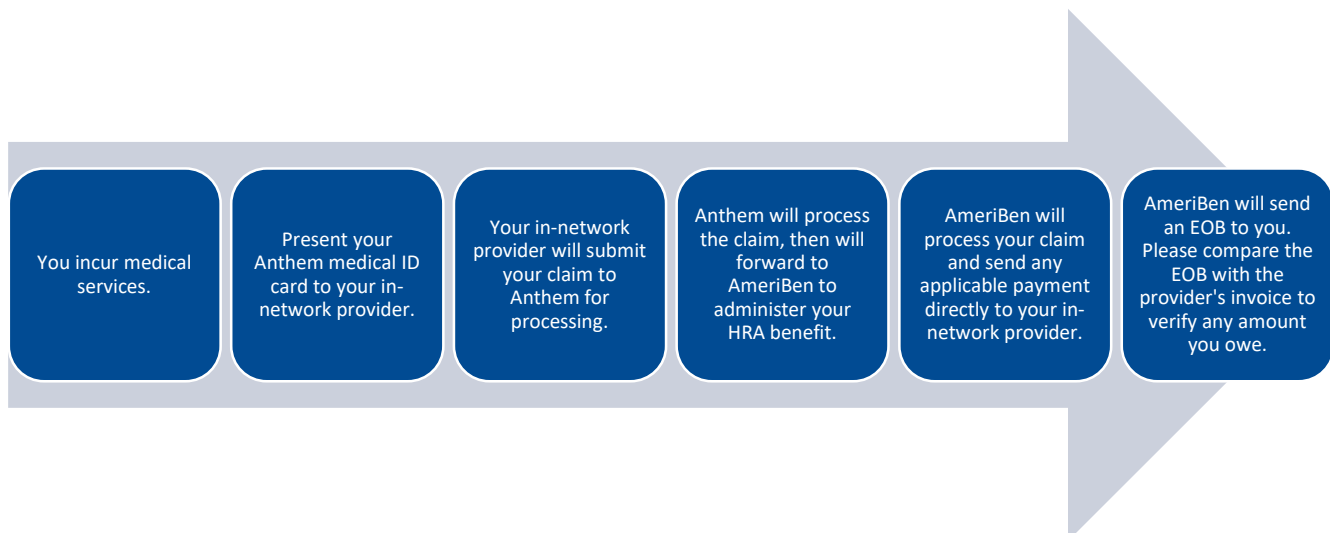 You incur medical
services.
Present your
Anthem medical ID
card to your in-
network provider.
Your in-network
provider will submit
your claim to
Anthem for
processing.
Anthem will process
the claim, then will
forward to
AmeriBen to
administer your
HRA benefit.
AmeriBen will
process your claim
and send any
applicable payment
directly to your in-
network provider.
AmeriBen will send
an EOB to you.
Please compare the
EOB with the
provider's invoice to
verify any amount
you owe.